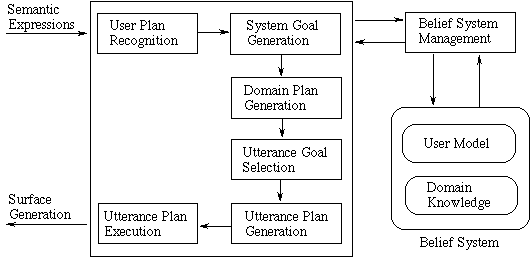 Semantic
Expressions
User Plan
Recognition
System Goal
Generation
Belief System
Management
Domain Plan
Generation
User Model
Utterance Goal
Selection
Domain
Knowledge
Surface
Generation
Utterance Plan
Execution
Utterance Plan
Generation
Belief System